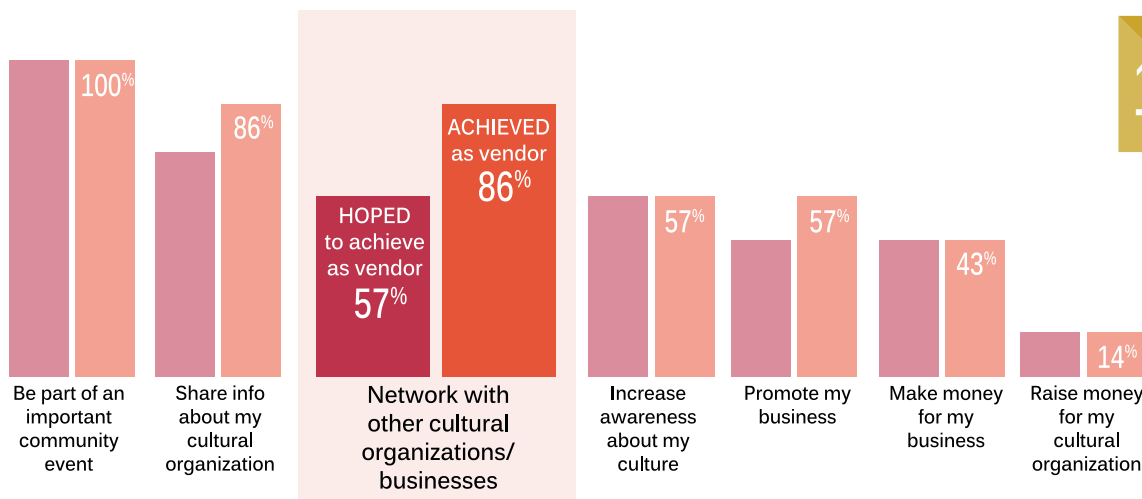 100%
86%
HOPED
to achieve
as vendor
57%
ACHIEVED
as vendor
86%
57%
57%
43%
14%
Be part of an
important
community
event
Share info
about my
cultural
organization
Network with
other cultural
organizations/
businesses
Increase
awareness
about my
culture
Promote my
business
Make money
for my
business
Raise money
for my
cultural
organization